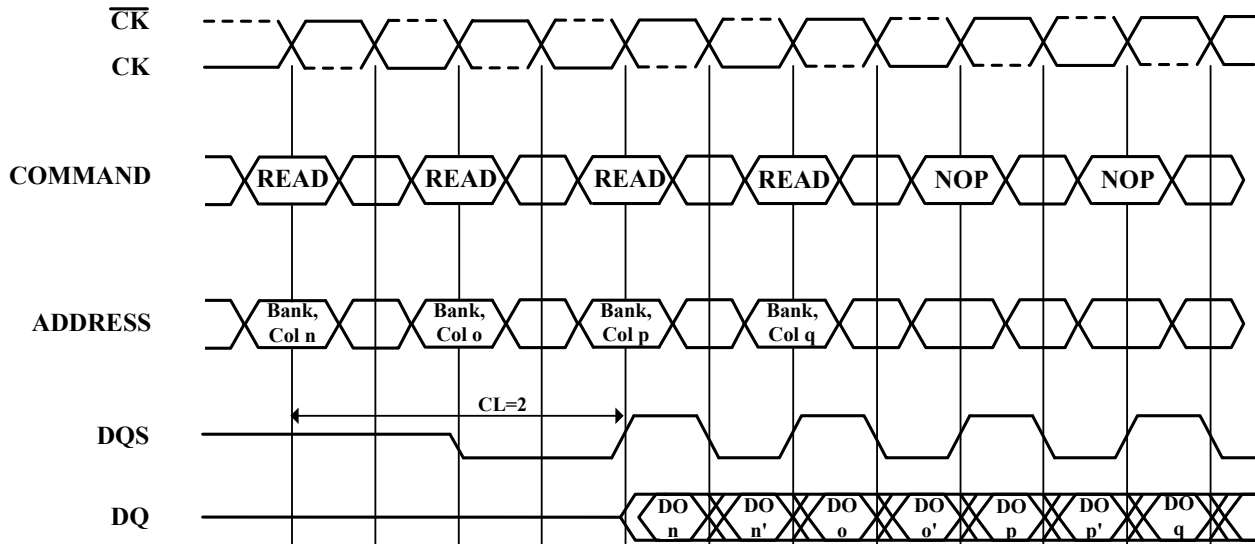 CK
CK
COMMAND
READ
READ
READ
READ
NOP
NOP
ADDRESS
Bank,
Col n
Bank,
Col o
Bank,
Col p
Bank,
Col q
CL=2
DQS
DQ
DO
n
DO
n'
DO
o
DO
o'
DO
p
DO
p'
DO
q